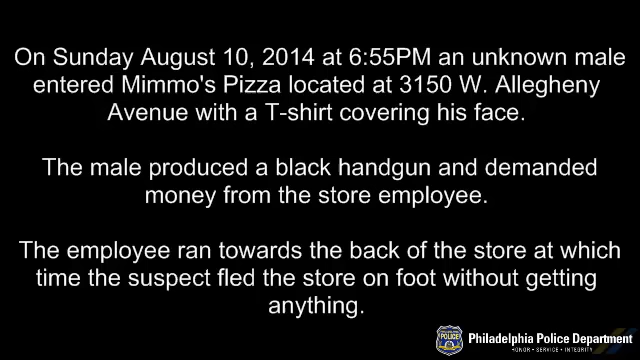 On Sunday August 10, 2014 at 6:55PM an unknown male
entered Mimmo's Pizza located at 3150 W. Allegheny
Avenue with a T-shirt covering his face.
The male produced a black handgun and demanded
money from the store employee.
The employee ran towards the back of the store at which
time the suspect fled the store on foot without getting
anything.
POLICE
Philadelphia Police Department
HONOR • SERVICE • INTEGRITY